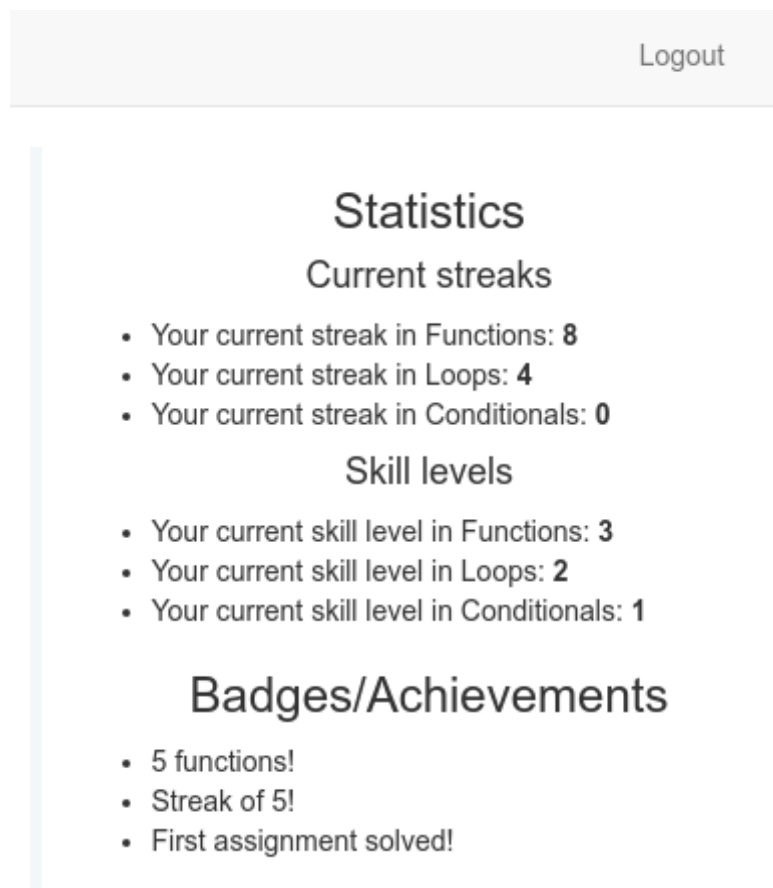 Logout
Statistics
Current streaks
• Your current streak in Functions: 8
• Your current streak in Loops: 4
• Your current streak in Conditionals: 0
Skill levels
• Your current skill level in Functions: 3
• Your current skill level in Loops: 2
• Your current skill level in Conditionals: 1
Badges/Achievements
• 5 functions!
• Streak of 5!
• First assignment solved!